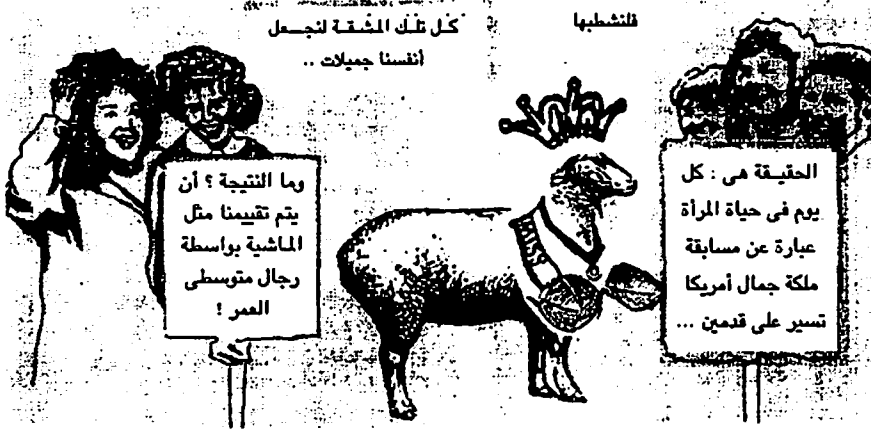 فلنشطبها
كل تلك المشقة لنجعل
أنفسنا جميلات ..
الحقيقة هى : كل
يوم فى حياة المرأة
عبارة عن مسابقة
ملكة جمال أمريكا
تسير على قدمين ...
MISS
وما النتيجة ؟ أن
يتم تقييمنا مثل
الماشية بواسطة
رجال متوسطى
العمر !